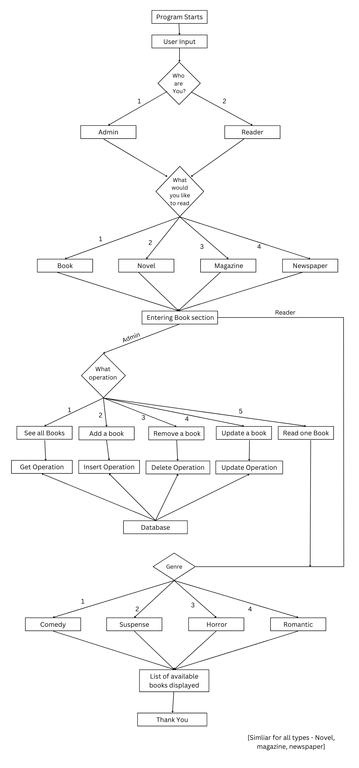 Program Starts
User Input
Who
are
You?
1
2
Admin
Reader
What
would
you like
to read
1
2
3
4
Book
Novel
Magazine
Newspaper
Entering Book section
Reader
Admin
What
operation
1
2
3
4
5
See all Books
Add a book
Remove a book
Update a book
Read one Book
Get Operation
Insert Operation
Delete Operation
Update Operation
Database
Genre
1
2
3
4
Comedy
Suspense
Horror
Romantic
List of available
books displayed
Thank You
[Simliar for all types - Novel,
magazine, newspaper]